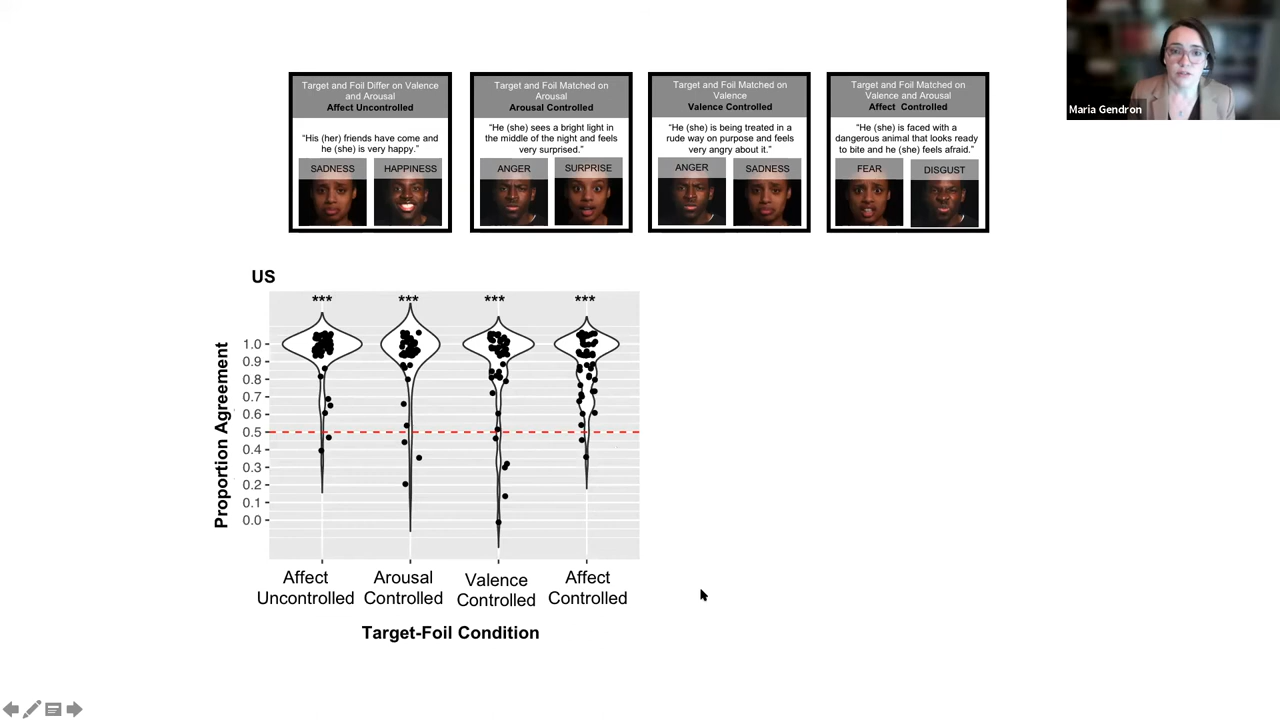 Maria Gendron
Target and Foil Differ on Valence
and Arousal
Affect Uncontrolled
“His (her) friends have come and
he (she) is very happy.”
SADNESS
HAPPINESS
Target and Foil Matched on
Arousal
Arousal Controlled
“He (she) sees a bright light in
the middle of the night and feels
very surprised.”
ANGER
SURPRISE
Target and Foil Matched on
Valence
Valence Controlled
“He (she) is being treated in a
rude way on purpose and feels
very angry about it.”
ANGER
SADNESS
Target and Foil Matched on
Valence and Arousal
Affect Controlled
“He (she) is faced with a
dangerous animal that looks ready
to bite and he (she) feels afraid.”
FEAR
DISGUST
US
*** *** *** ***
Proportion Agreement
1.0
0.9
0.8
0.7
0.6
0.5
0.4
0.3
0.2
0.1
0.0
Affect
Uncontrolled
Arousal
Controlled
Valence
Controlled
Affect
Controlled
Target-Foil Condition